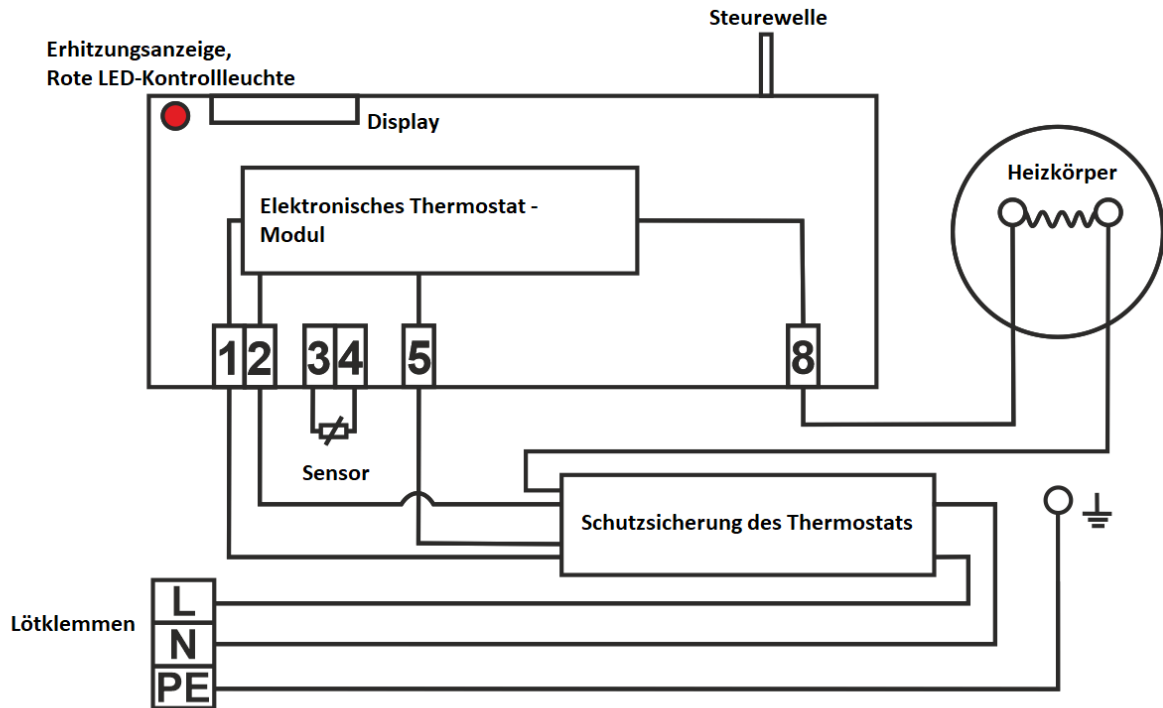 Steurewelle
Erhitzungsanzeige,
Rote LED-Kontrollleuchte
Display
Heizkörper
Elektronisches Thermostat -
Modul
1 2 3 4 5 8
Sensor
Schutzsicherung des Thermostats
Lötklemmen
L
N
PE